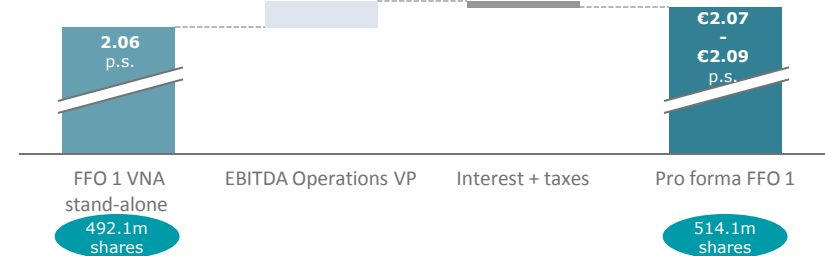 2.06
p.s.
€2.07
-
€2.09
p.s.
FFO 1 VNA
stand-alone
EBITDA Operations VP
Interest + taxes
Pro forma FFO 1
492.1m
shares
514.1m
shares